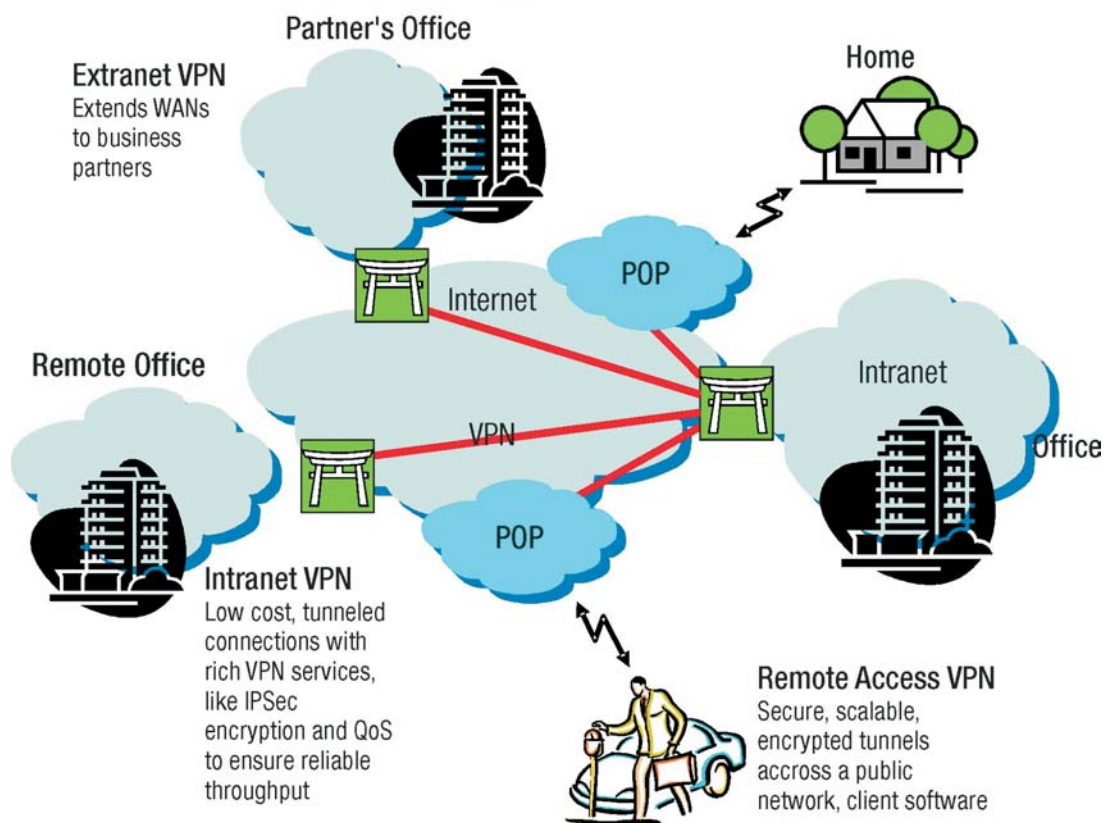 Partner's Office
Extranet VPN
Extends WANs
to business
partners
Home
POP
Internet
Remote Office
Intranet
Office
VPN
POP
Intranet VPN
Low cost, tunneled
connections with
rich VPN services,
like IPSec
encryption and QoS
to ensure reliable
throughput
Remote Access VPN
Secure, scalable,
encrypted tunnels
accross a public
network, client software